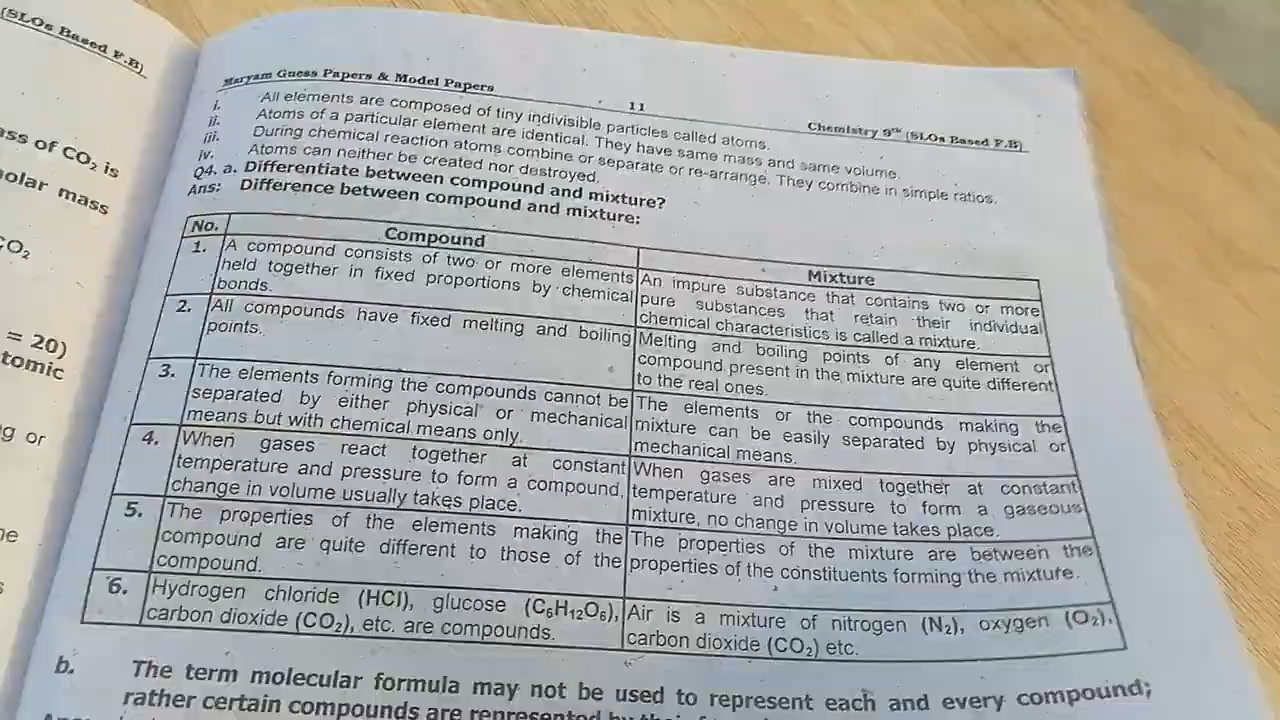 (SLOs Based F.B)
ass of CO₂ is
olar mass
CO₂
= 20)
tomic
g or
Maryam Guess Papers & Model Papers
11
Chemistry 9th (SLOs Based F.B)
i. All elements are composed of tiny indivisible particles called atoms.
ii. Atoms of a particular element are identical. They have same mass and same volume.
iii. During chemical reaction atoms combine or separate or re-arrange. They combine in simple ratios.
iv. Atoms can neither be created nor destroyed.
Q4. a. Differentiate between compound and mixture?
Ans: Difference between compound and mixture:
No.
Compound
Mixture
1.
A compound consists of two or more elements
held together in fixed proportions by chemical
bonds.
An impure substance that contains two or more
pure substances that retain their individual
chemical characteristics is called a mixture.
2.
All compounds have fixed melting and boiling
points.
Melting and boiling points of any element or
compound present in the mixture are quite different
to the real ones.
3.
The elements forming the compounds cannot be
separated by either physical or mechanical
means but with chemical means only.
The elements or the compounds making the
mixture can be easily separated by physical or
mechanical means.
4.
When gases react together at constant
temperature and pressure to form a compound,
change in volume usually takes place.
When gases are mixed together at constant
temperature and pressure to form a gaseous
mixture, no change in volume takes place.
5.
The properties of the elements making the
compound are quite different to those of the
compound.
The properties of the mixture are between the
properties of the constituents forming the mixture.
6.
Hydrogen chloride (HCl), glucose (C₆H₁₂O₆),
carbon dioxide (CO₂), etc. are compounds.
Air is a mixture of nitrogen (N₂), oxygen (O₂),
carbon dioxide (CO₂) etc.
b. The term molecular formula may not be used to represent each and every compound;
rather certain compounds are represented by